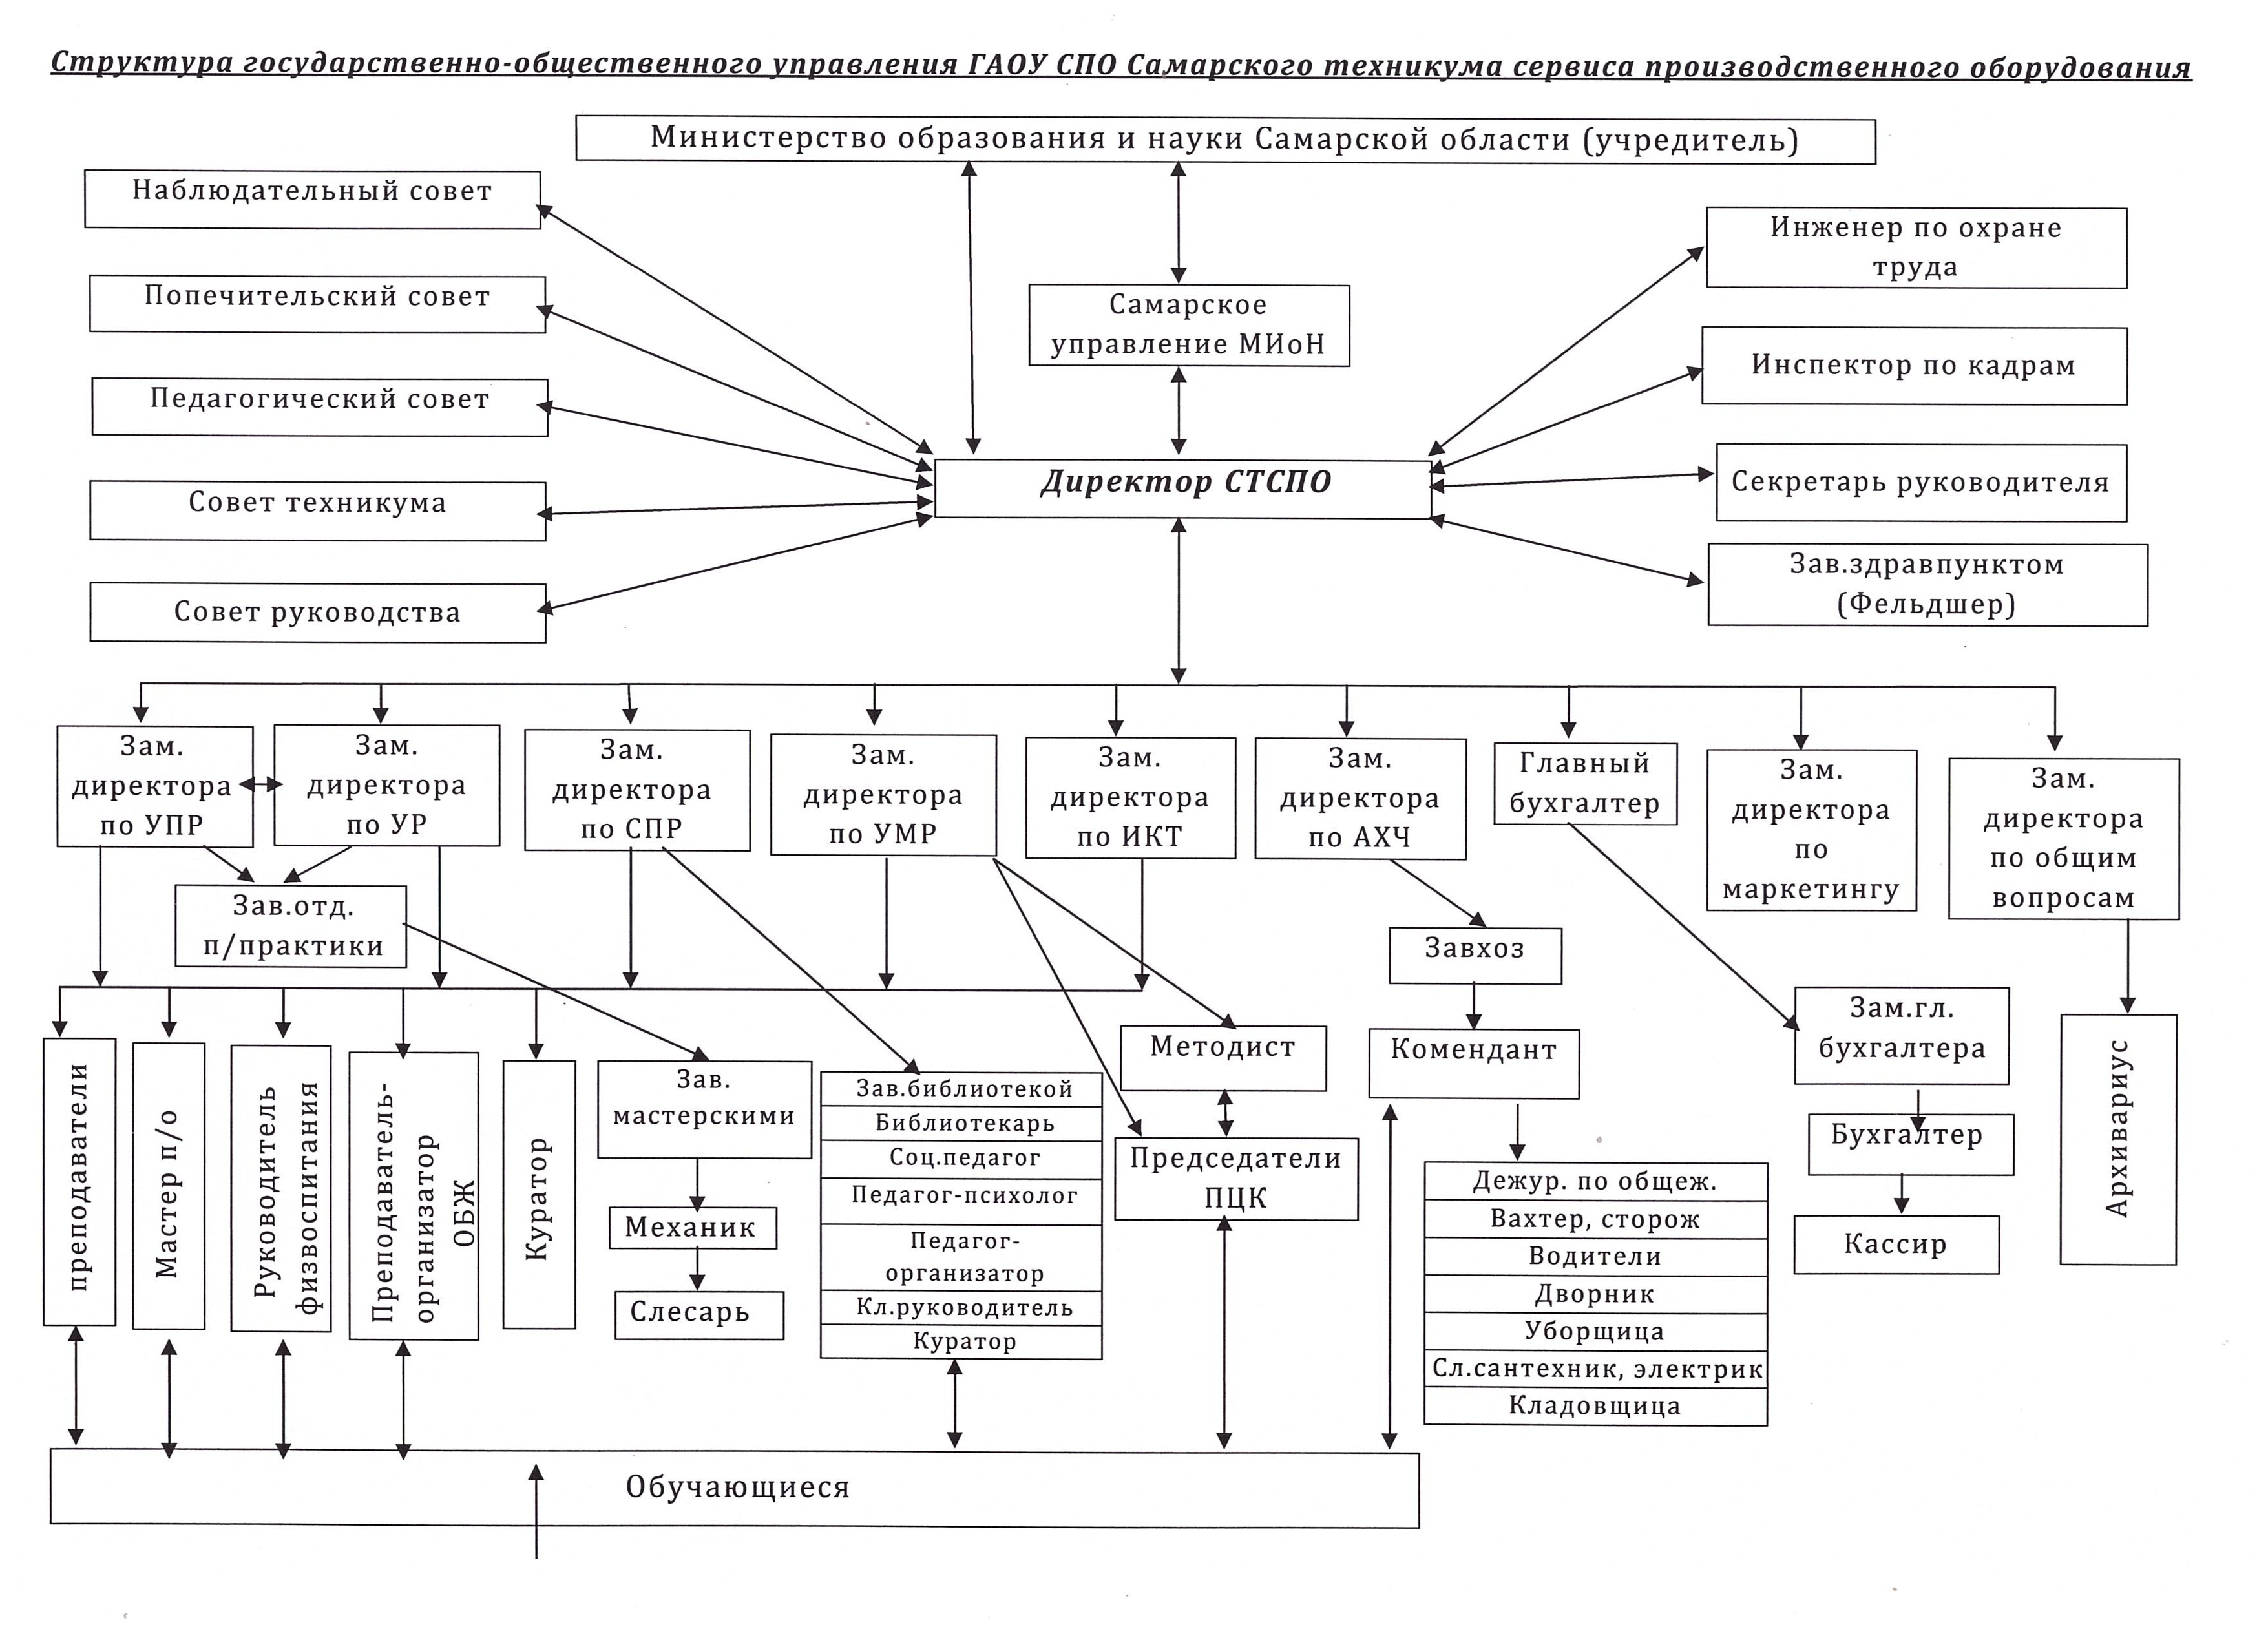 Структура государственно-общественного управления ГАОУ СПО Самарского техникума сервиса производственного оборудования
Министерство образования и науки Самарской области (учредитель)
Наблюдательный совет
Попечительский совет
Педагогический совет
Совет техникума
Совет руководства
Самарское
управление МИоН
Директор СТСПО
Инженер по охране
труда
Инспектор по кадрам
Секретарь руководителя
Зав.здравпунктом
(Фельдшер)
Зам.
директора
по УПР
Зам.
директора
по УР
Зам.
директора
по СПР
Зам.
директора
по УМР
Зам.
директора
по ИКТ
Зам.
директора
по АХЧ
Главный
бухгалтер
Зам.
директора
по
маркетингу
Зам.
директора
по общим
вопросам
Зав.отд.
п/практики
Завхоз
преподаватели
Мастер п/о
Руководитель
физвоспитания
Преподаватель-
организатор
ОБЖ
Куратор
Зав.
мастерскими
Механик
Слесарь
Зав.библиотекой
Библиотекарь
Соц.педагог
Педагог-психолог
Педагог-
организатор
Кл.руководитель
Куратор
Методист
Председатели
ПЦК
Комендант
Дежур. по общеж.
Вахтер, сторож
Водители
Дворник
Уборщица
Сл.сантехник, электрик
Кладовщица
Зам.гл.
бухгалтера
Бухгалтер
Кассир
Архивариус
Обучающиеся